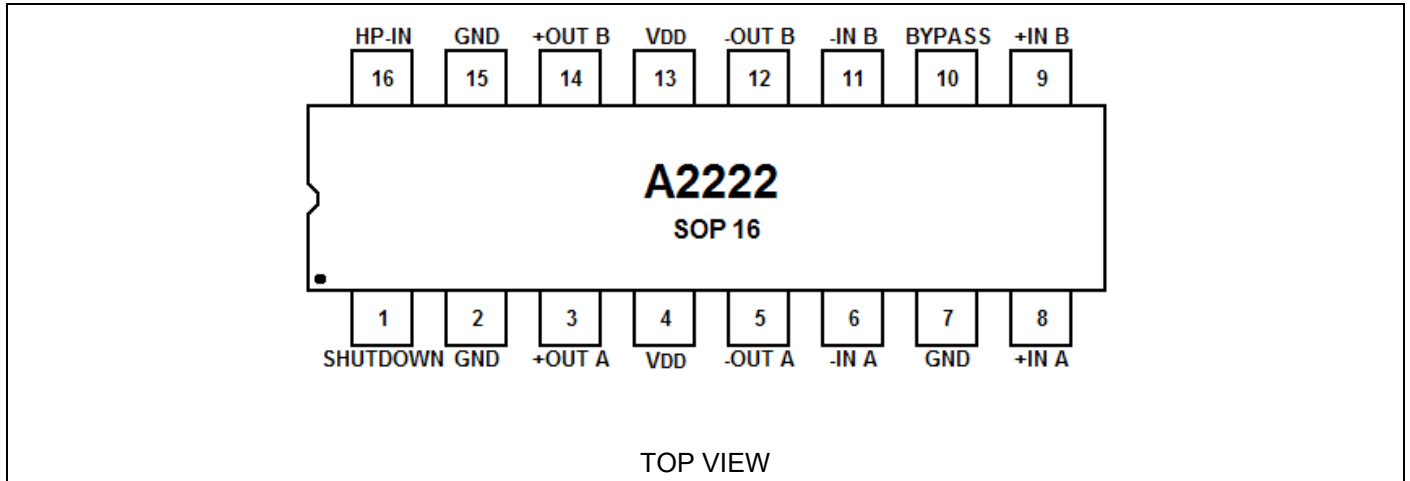 HP-IN GND +OUT B VDD -OUT B -IN B BYPASS +IN B
16 15 14 13 12 11 10 9
A2222
SOP 16
1 2 3 4 5 6 7 8
SHUTDOWN GND +OUT A VDD -OUT A -IN A GND +IN A
TOP VIEW